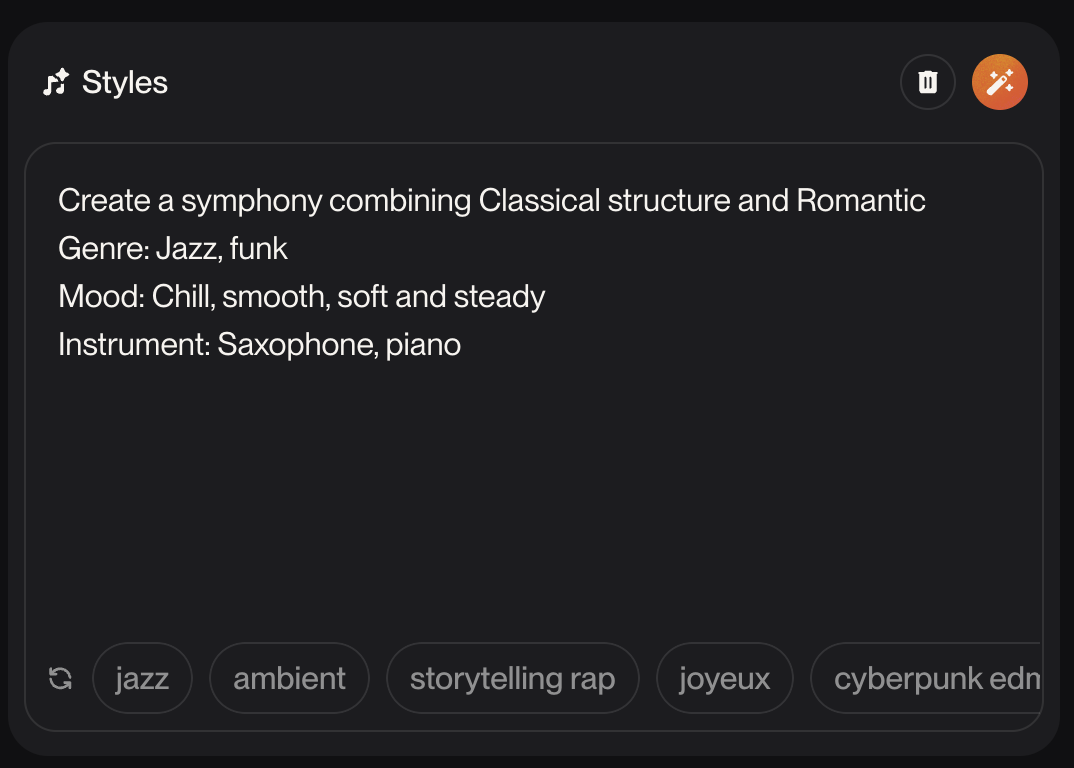 Styles
Create a symphony combining Classical structure and Romantic
Genre: Jazz, funk
Mood: Chill, smooth, soft and steady
Instrument: Saxophone, piano
jazz ambient storytelling rap joyeux cyberpunk edm